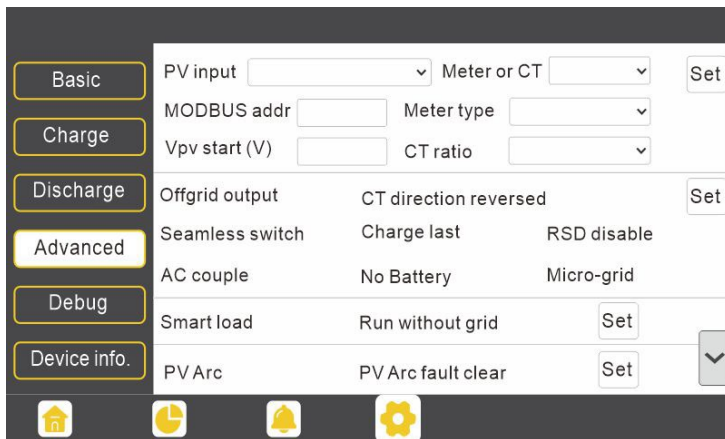 Basic
Charge
Discharge
Advanced
Debug
Device info.
PV input Meter or CT Set
MODBUS addr Meter type
Vpv start (V) CT ratio
Offgrid output CT direction reversed Set
Seamless switch Charge last RSD disable
AC couple No Battery Micro-grid
Smart load Run without grid Set
PV Arc PV Arc fault clear Set